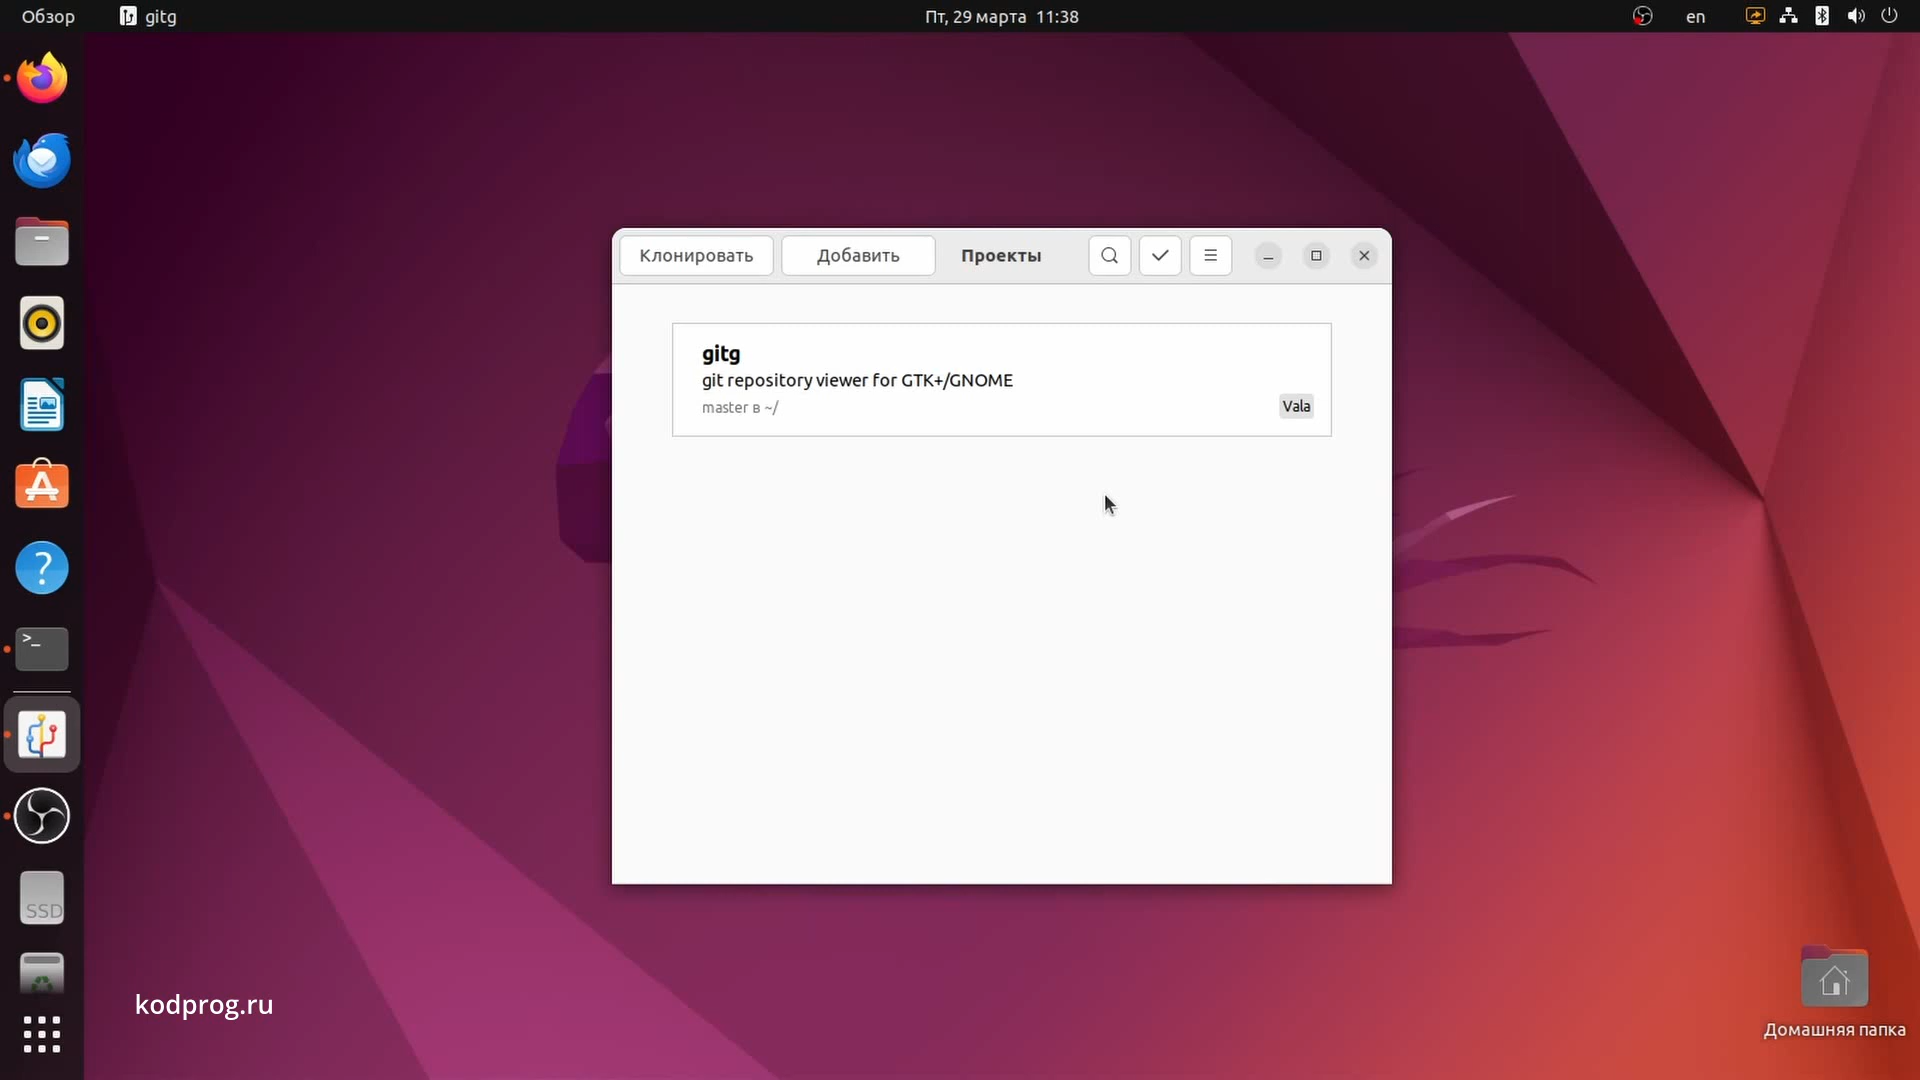 Обзор
gitg
Пт, 29 марта 11:38
en
Клонировать
Добавить
Проекты
gitg
git repository viewer for GTK+/GNOME
master в ~/
Vala
>_
?
SSD
kodprog.ru
Домашняя папка